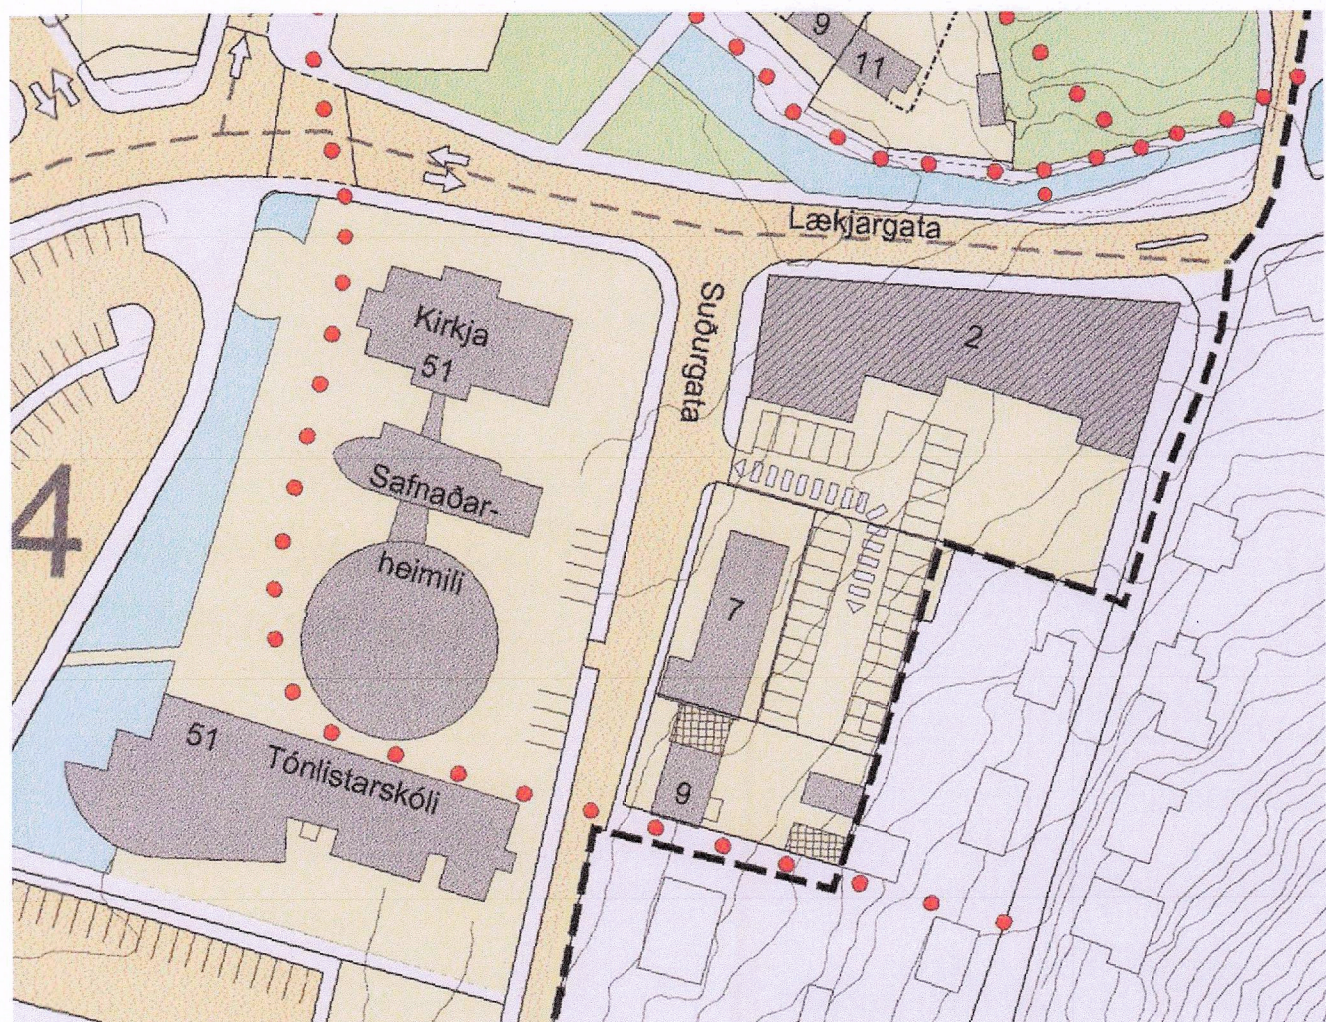 9
11
Lækjargata
Suðurgata
2
Kirkja
51
Safnaðar-
heimili
4
7
51
Tónlistarskóli
9